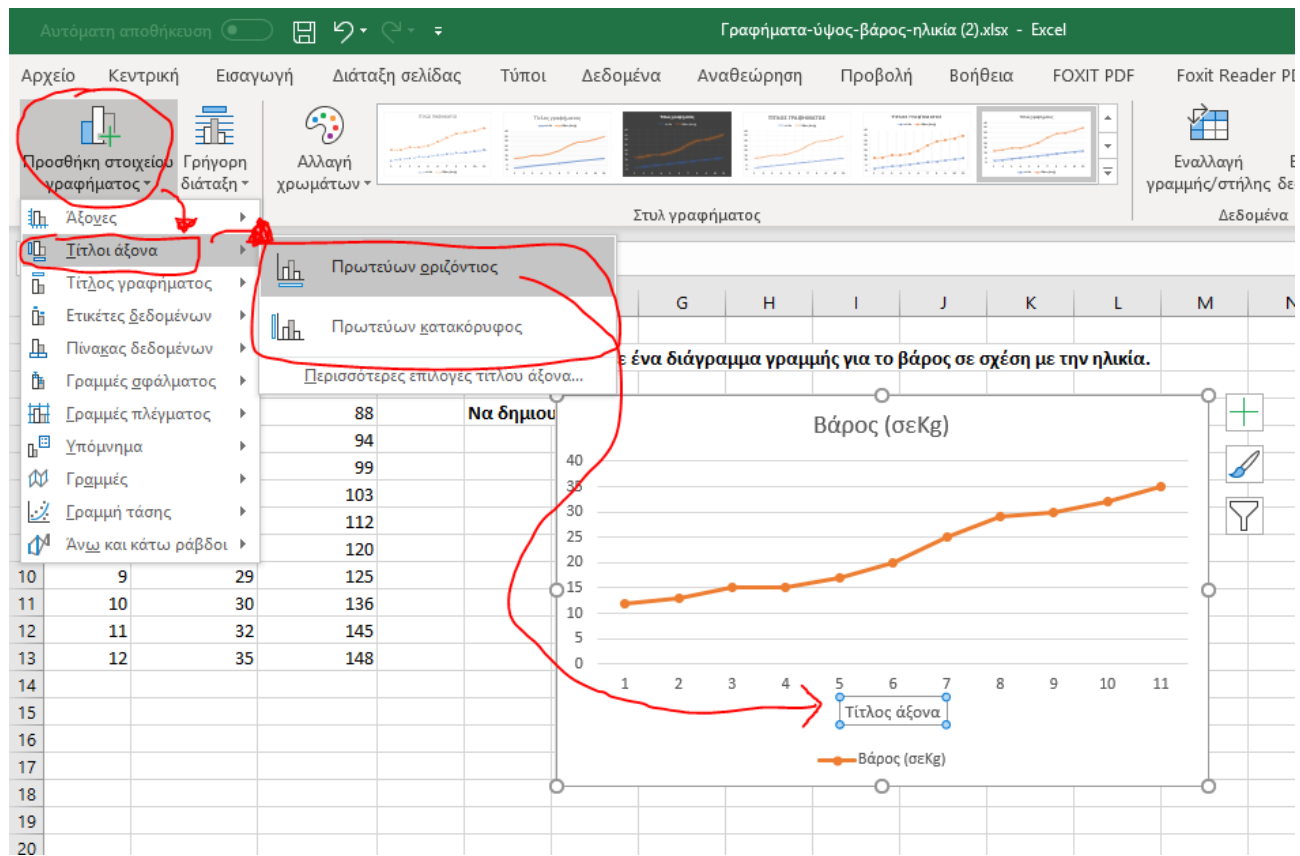 Αυτόματη αποθήκευση
Γραφήματα-ύψος-βάρος-ηλικία (2).xlsx - Excel
Αρχείο Κεντρική Εισαγωγή Διάταξη σελίδας Τύποι Δεδομένα Αναθεώρηση Προβολή Βοήθεια FOXIT PDF Foxit Reader
Προσθήκη στοιχείου γραφήματος
Γρήγορη διάταξη
Αλλαγή χρωμάτων
Στυλ γραφήματος
Εναλλαγή γραμμής/στήλης
Δεδομένα
Άξονες
Τίτλοι άξονα
Τίτλος γραφήματος
Ετικέτες δεδομένων
Πίνακας δεδομένων
Γραμμές σφάλματος
Γραμμές πλέγματος
Υπόμνημα
Γραμμές
Γραμμή τάσης
Άνω και κάτω ράβδοι
Πρωτεύων οριζόντιος
Πρωτεύων κατακόρυφος
Περισσότερες επιλογές τίτλου άξονα...
G H I J K L M N
ένα διάγραμμα γραμμής για το βάρος σε σχέση με την ηλικία.
88 Να
94
99
103
112
120
10 9 29 125
11 10 30 136
12 11 32 145
13 12 35 148
14
15
16
17
18
19
20
Βάρος (σεKg)
40
35
30
25
20
15
10
5
0
1 2 3 4 5 6 7 8 9 10 11
Τίτλος άξονα
Βάρος (σεKg)